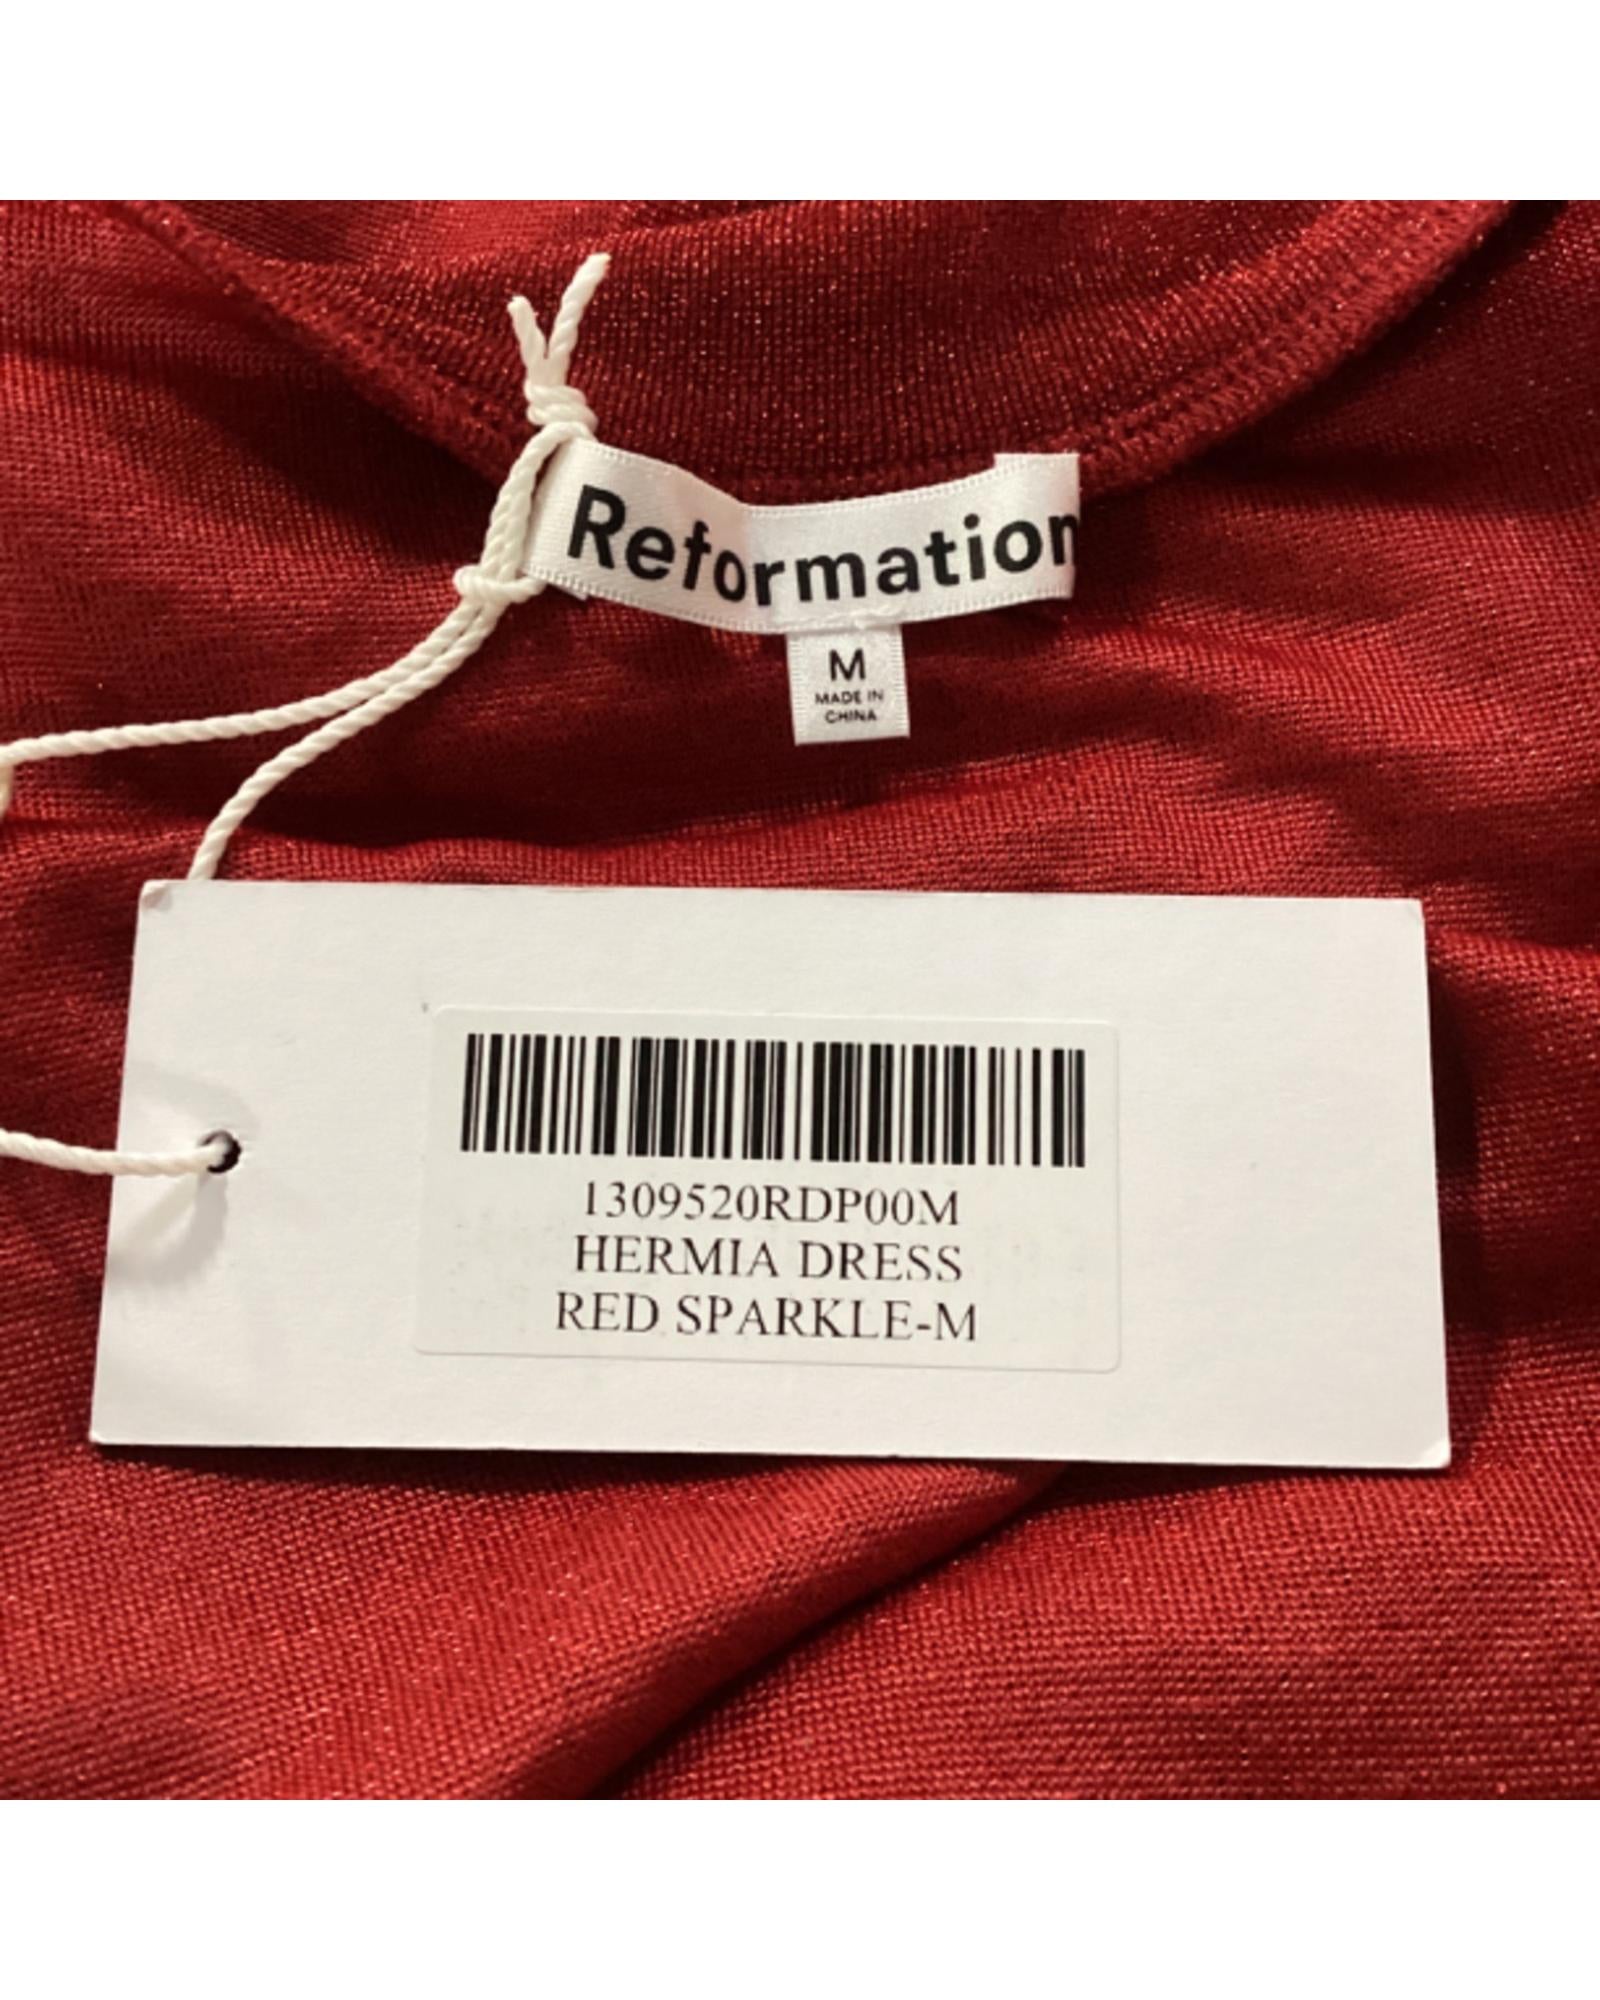 Reformation
M
MADE IN
CHINA
1309520RDP00M
HERMIA DRESS
RED SPARKLE-M